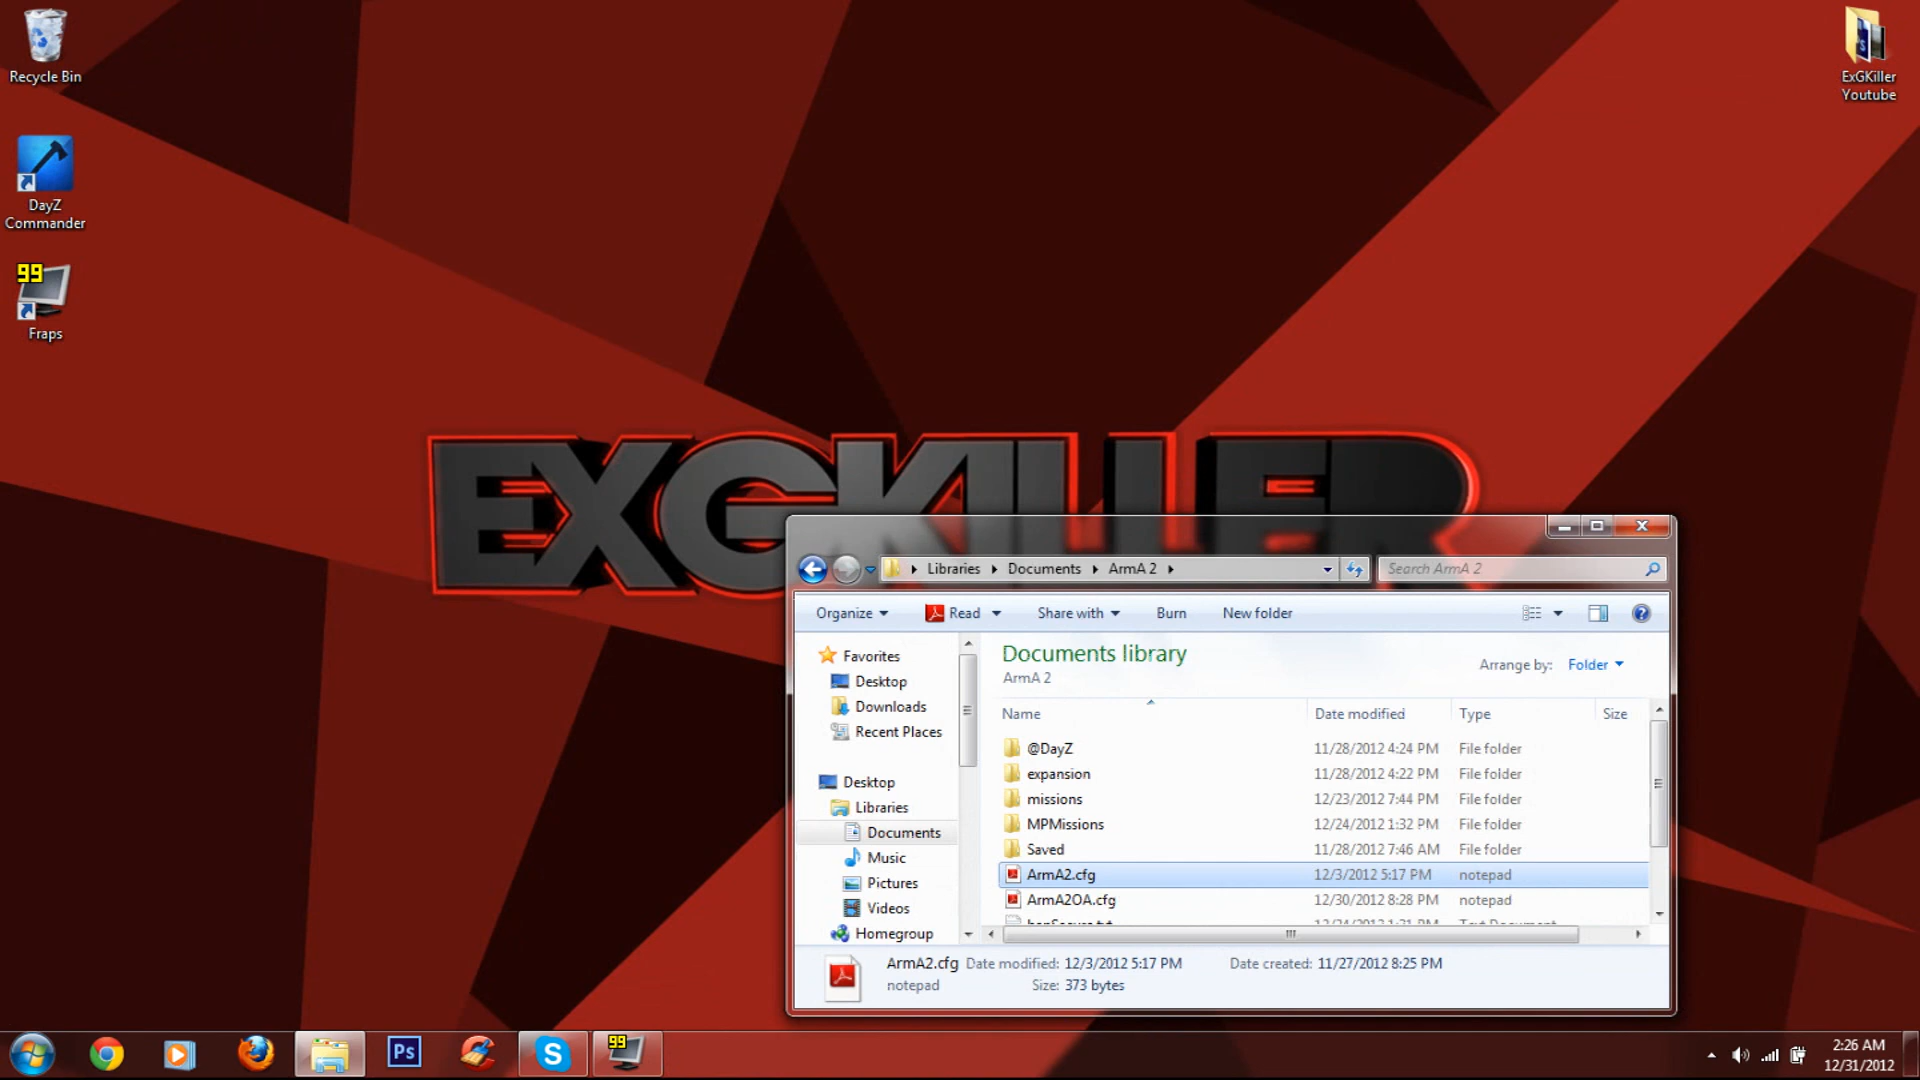 Recycle Bin
DayZ
Commander
99
Fraps
ExGKiller
Youtube
EXGKILLER
Libraries
Documents
ArmA 2
Search ArmA 2
Organize
Read
Share with
Burn
New folder
Favorites
Desktop
Downloads
Recent Places
Desktop
Libraries
Documents
Music
Pictures
Videos
Homegroup
Documents library
ArmA 2
Arrange by: Folder
Name Date modified Type Size
@DayZ 11/28/2012 4:24 PM File folder
expansion 11/28/2012 4:22 PM File folder
missions 12/23/2012 7:44 PM File folder
MPMissions 12/24/2012 1:32 PM File folder
Saved 11/28/2012 7:46 AM File folder
ArmA2.cfg 12/3/2012 5:17 PM notepad
ArmA2OA.cfg 12/30/2012 8:28 PM notepad
ArmA2.cfg Date modified: 12/3/2012 5:17 PM Date created: 11/27/2012 8:25 PM
notepad Size: 373 bytes
Ps
S
99
2:26 AM
12/31/2012